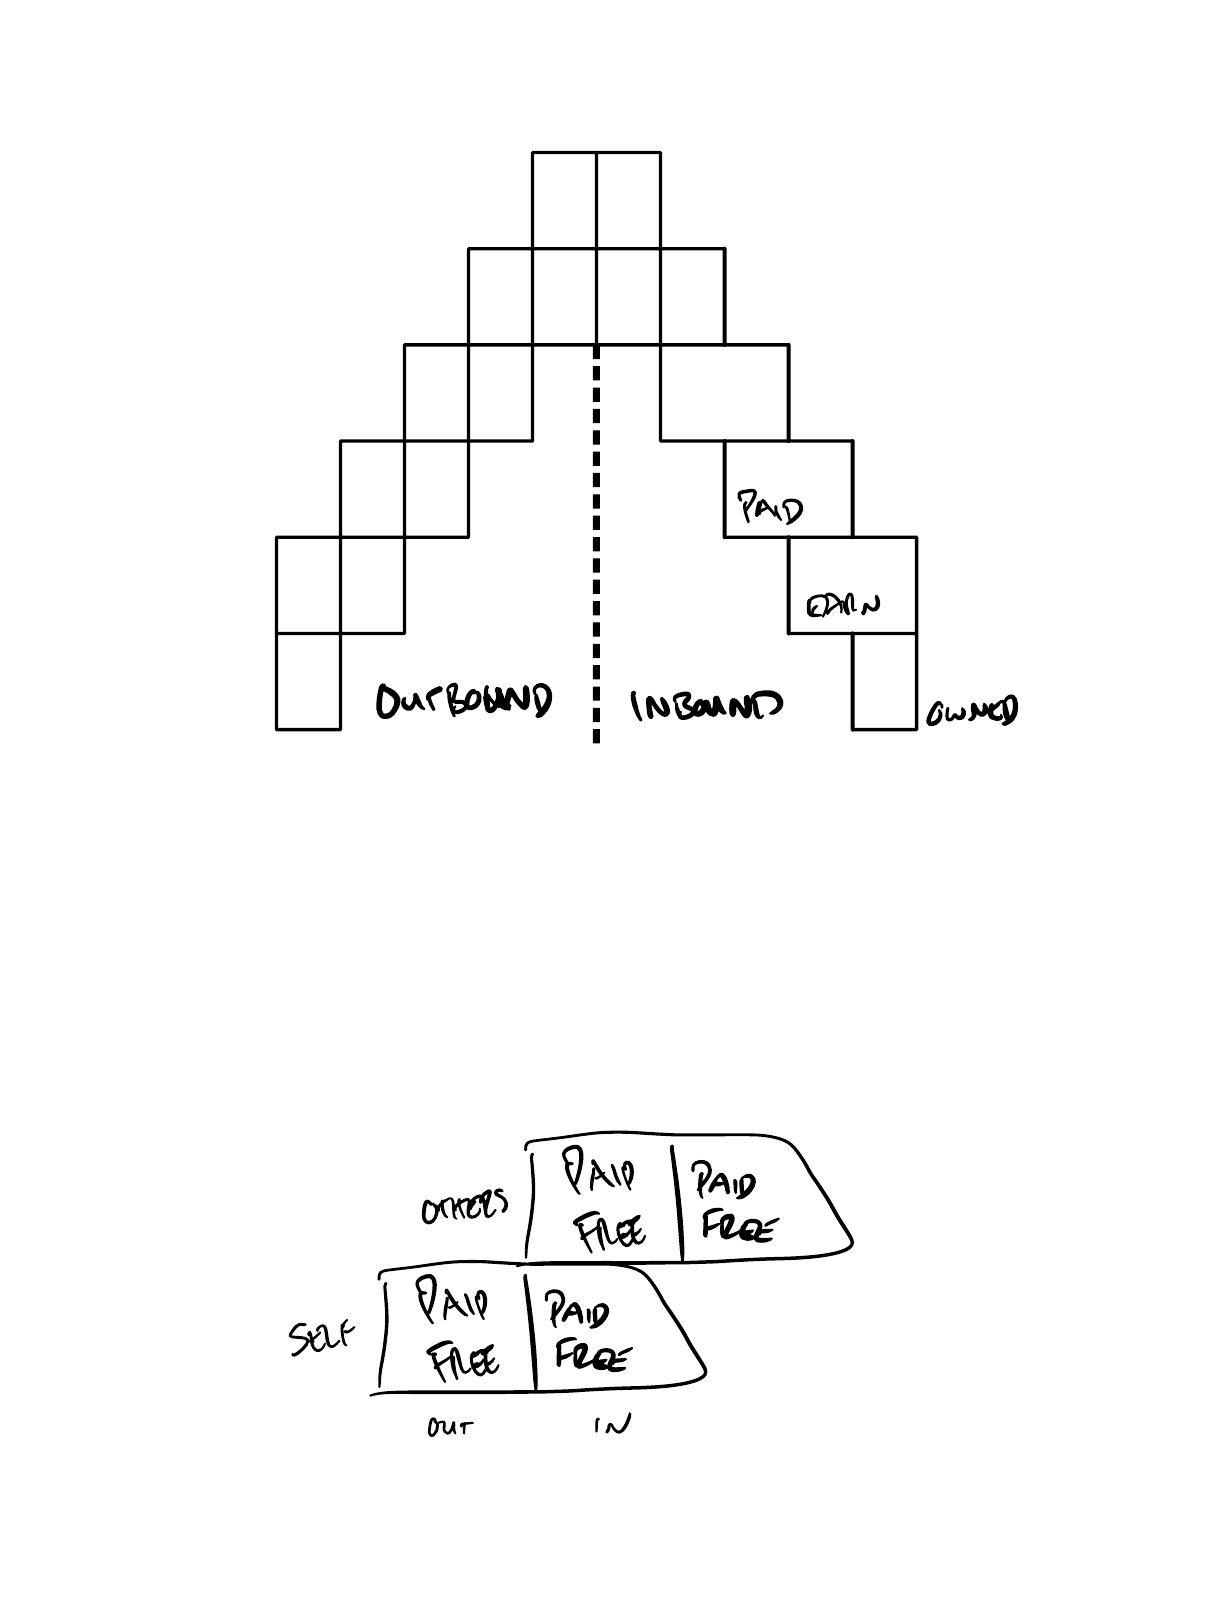 PAID
EARN
OUTBOUND
INBOUND
OWNED
PAID PAID
OTHERS
FREE FREE
PAID PAID
SELF
FREE FREE
OUT IN